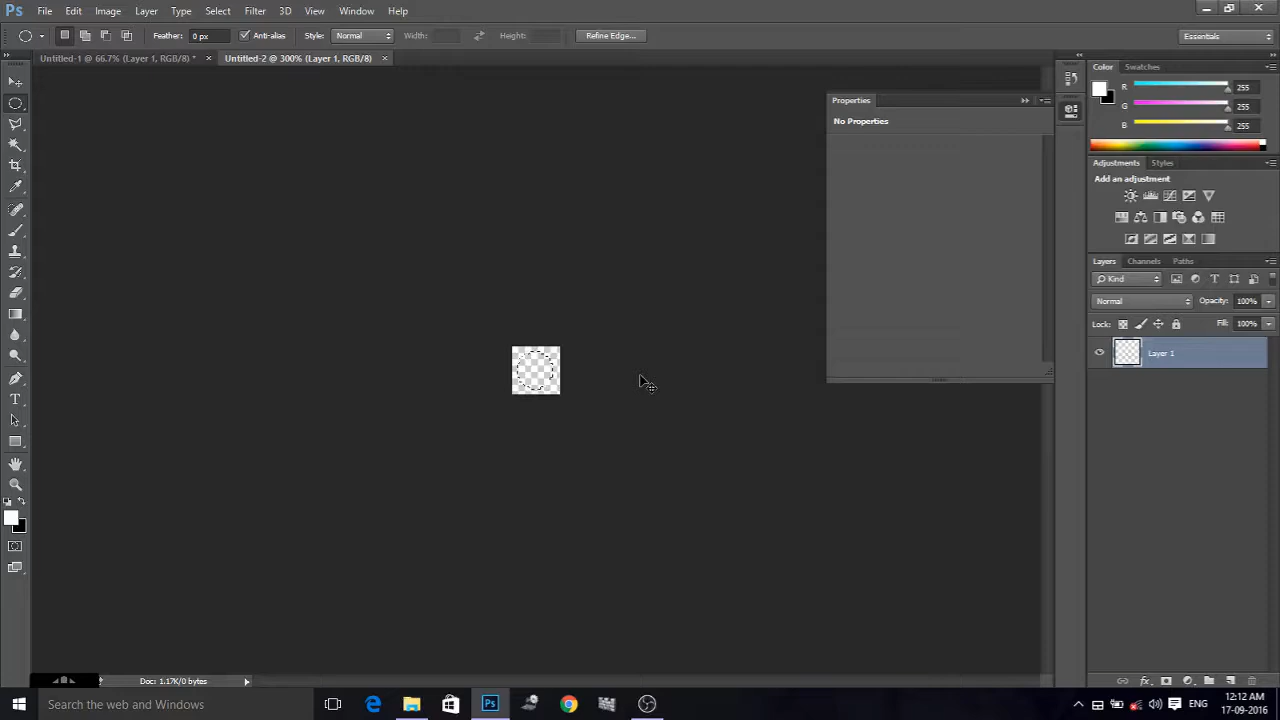 Ps File Edit Image Layer Type Select Filter 3D View Window Help
Feather: 0 px Anti-alias Style: Normal Width: Height: Refine Edge... Essentials
Untitled-1 @ 66.7% (Layer 1, RGB/8) * × Untitled-2 @ 300% (Layer 1, RGB/8) ×
Color Swatches
R 255
G 255
B 255
Properties
No Properties
Adjustments Styles
Add an adjustment
Layers Channels Paths
Kind
Normal Opacity: 100%
Lock: Fill: 100%
Layer 1
Doc: 1.17K/0 bytes
Search the web and Windows
Ps
ENG
12:12 AM
17-09-2016